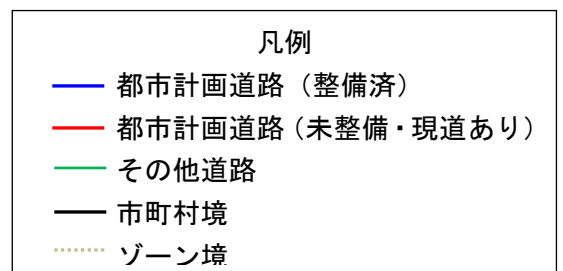 凡例
都市計画道路（整備済）
都市計画道路（未整備・現道あり）
その他道路
市町村境
ゾーン境